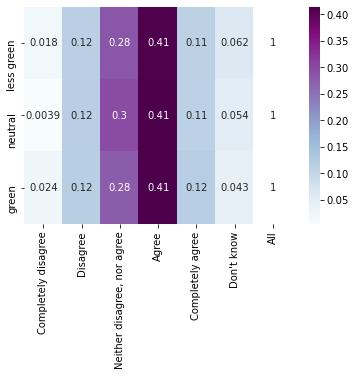 less green 0.018 0.12 0.28 0.41 0.11 0.062 1
neutral 0.0039 0.12 0.3 0.41 0.11 0.054 1
green 0.024 0.12 0.28 0.41 0.12 0.043 1
Completely disagree
Disagree
Neither disagree, nor agree
Agree
Completely agree
Don't know
All
0.40
0.35
0.30
0.25
0.20
0.15
0.10
0.05